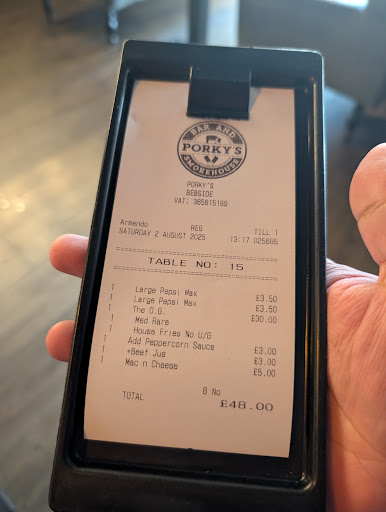 BAR AND
PORKY'S
SMOKEHOUSE
PORKY'S
BEBSIDE
VAT: 365815189
Armando REG TILL 1
SATURDAY 2 AUGUST 2025 13:17 025665
TABLE NO: 15
1 Large Pepsi Max £3.50
1 Large Pepsi Max £3.50
1 The O.G. £30.00
1 Med Rare
1 House Fries No U/G
1 Add Peppercorn Sauce £3.00
1 +Beef Jus £3.00
1 Mac n Cheese £5.00
8 No
TOTAL £48.00